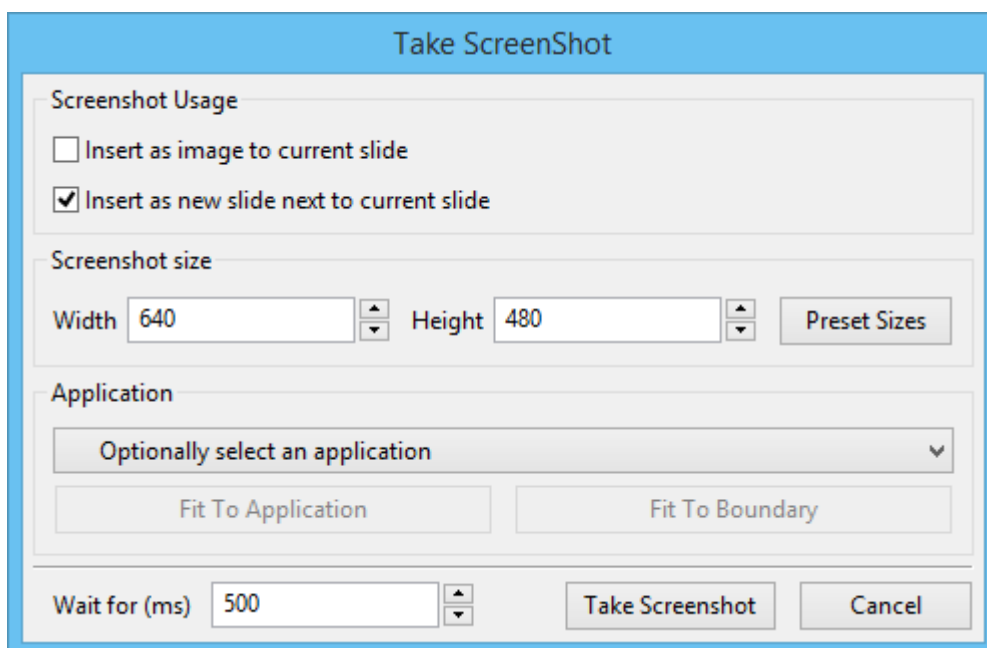 Take ScreenShot
Screenshot Usage
Insert as image to current slide
Insert as new slide next to current slide
Screenshot size
Width 640 Height 480 Preset Sizes
Application
Optionally select an application
Fit To Application Fit To Boundary
Wait for (ms) 500 Take Screenshot Cancel